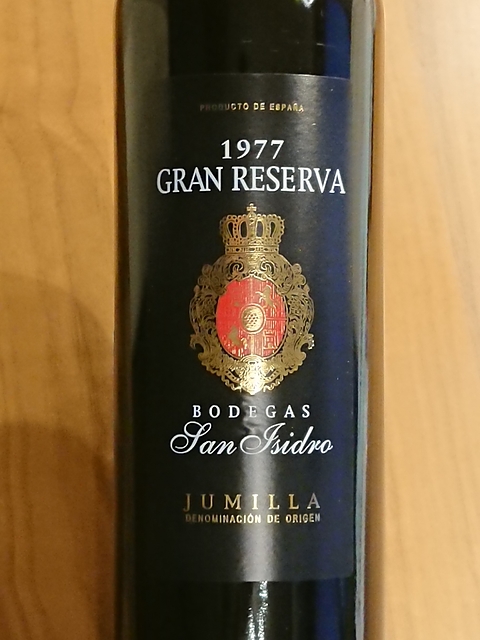 PRODUCTO DE ESPAÑA
1977
GRAN RESERVA
BODEGAS
San Isidro
JUMILLA
DENOMINACIÓN DE ORIGEN